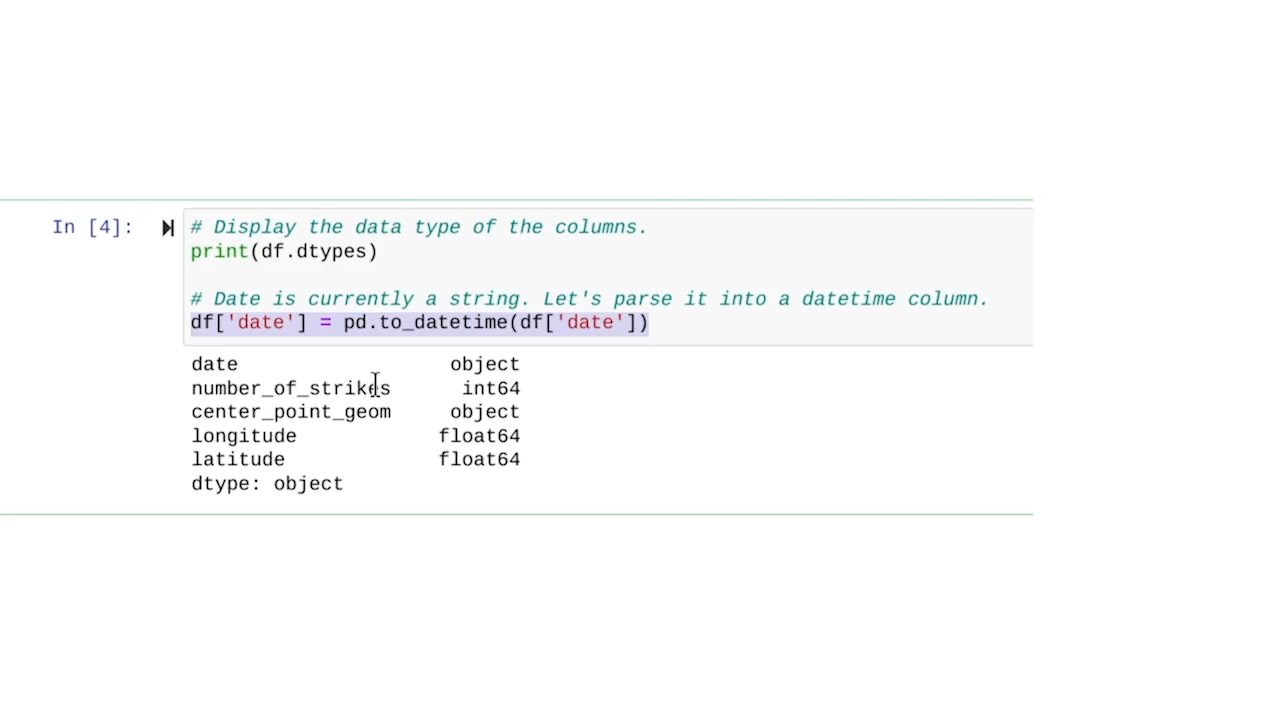 In [4]:
# Display the data type of the columns.
print(df.dtypes)
# Date is currently a string. Let's parse it into a datetime column.
df['date'] = pd.to_datetime(df['date'])
date object
number_of_strikes int64
center_point_geom object
longitude float64
latitude float64
dtype: object